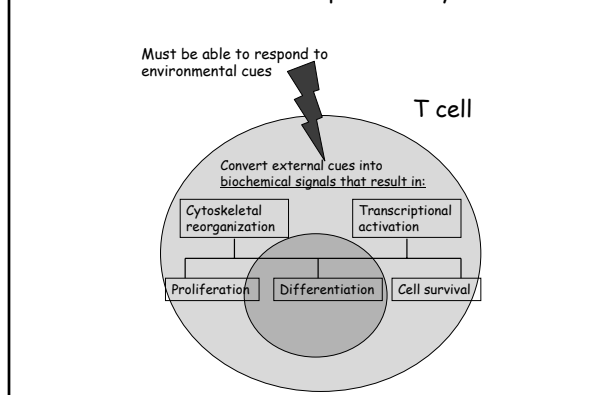 Must be able to respond to
environmental cues
T cell
Convert external cues into
biochemical signals that result in:
Cytoskeletal
reorganization
Transcriptional
activation
Proliferation
Differentiation
Cell survival